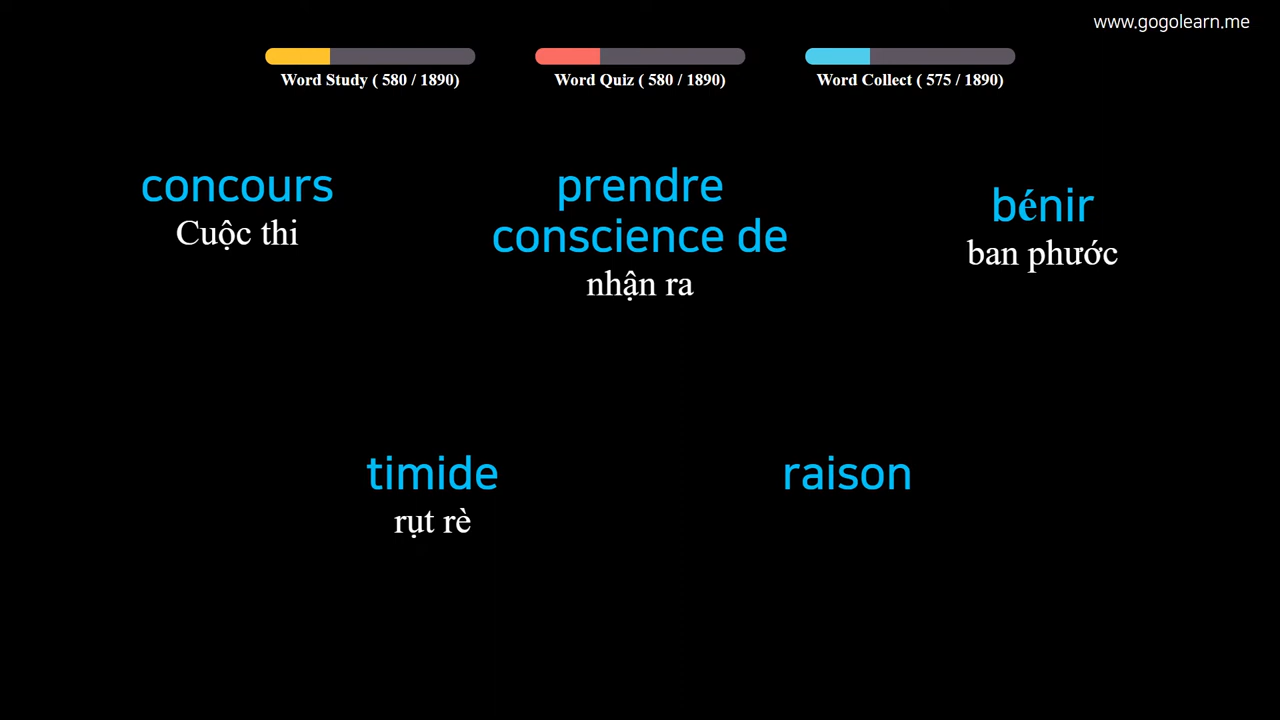 www.gogolearn.me
Word Study ( 580 / 1890)
Word Quiz ( 580 / 1890)
Word Collect ( 575 / 1890)
concours
Cuộc thi
prendre
conscience de
nhận ra
bénir
ban phước
timide
rụt rè
raison